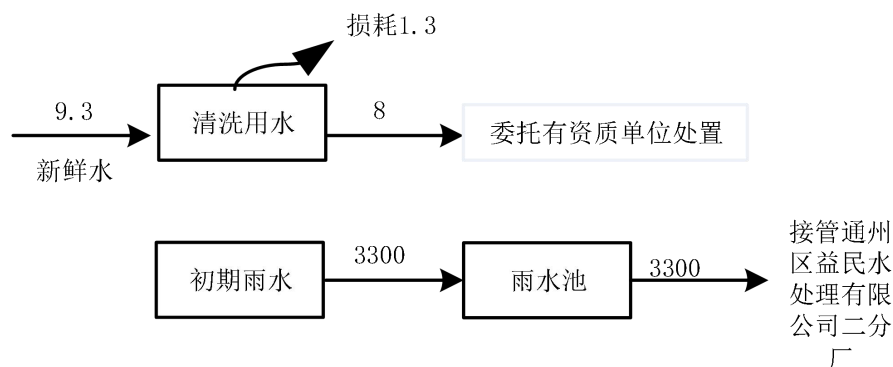 损耗1.3
9.3
清洗用水
8
委托有资质单位处置
新鲜水
初期雨水
3300
雨水池
3300
接管通州
区益民水
处理有限
公司二分
厂